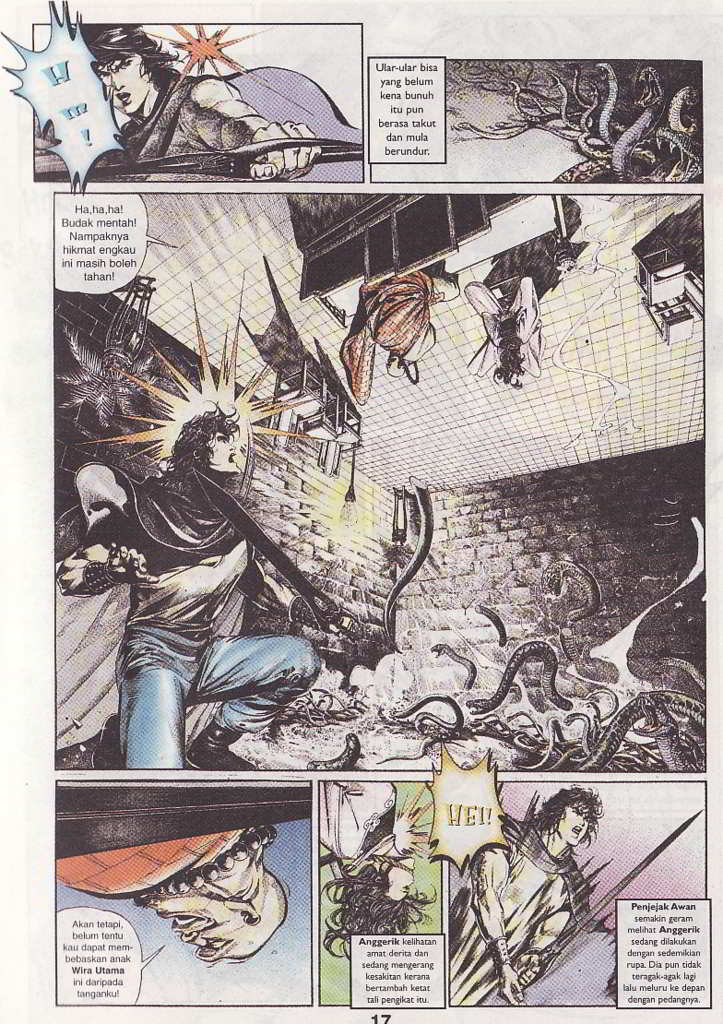 HEI!
Ular-ular bisa
yang belum
kena bunuh
itu pun
berasa takut
dan mula
berundur.
Ha,ha,ha!
Budak mentah!
Nampaknya
hikmat engkau
ini masih boleh
tahan!
Akan tetapi,
belum tentu
kau dapat mem-
bebaskan anak
Wira Utama
ini daripada
tanganku!
Anggerik kelihatan
amat derita dan
sedang mengerang
kesakitan kerana
bertambah ketat
tali pengikat itu.
HEI!
Penjejak Awan
semakin geram
melihat Anggerik
sedang dilakukan
dengan sedemikian
rupa. Dia pun tidak
teragak-agak lagi
lalu meluru ke depan
dengan pedangnya.
17